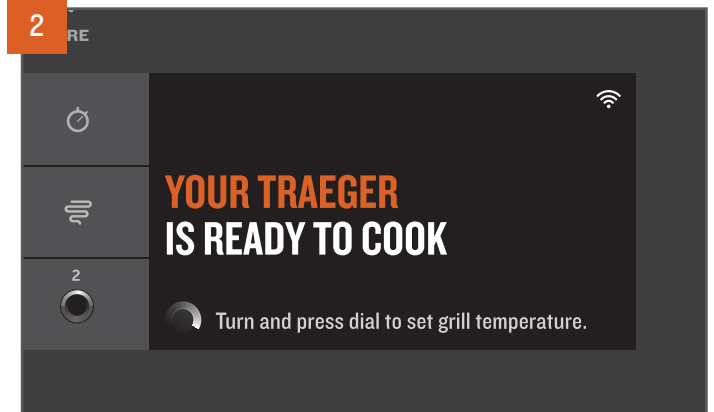 2
RE
2
YOUR TRAEGER
IS READY TO COOK
Turn and press dial to set grill temperature.